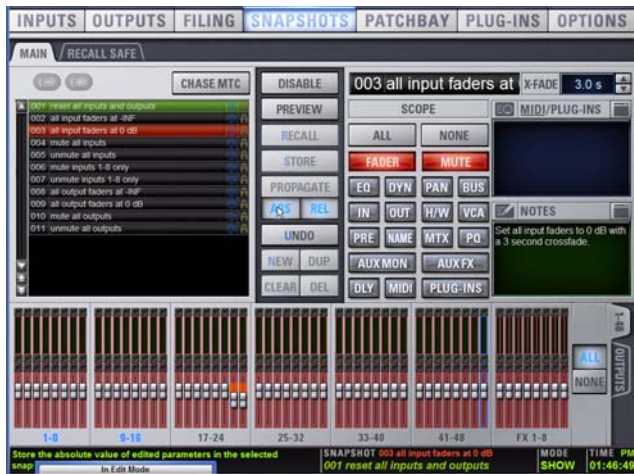 INPUTS OUTPUTS FILING SNAPSHOTS PATCHBAY PLUG-INS OPTIONS
MAIN RECALL SAFE
CHASE MTC
DISABLE
003 all input faders at
X-FADE
3.0 s
001 reset all inputs and outputs
002 all input faders at -INF
003 all input faders at 0 dB
004 mute all inputs
005 unmute all inputs
006 mute inputs 1-8 only
007 unmute inputs 1-8 only
008 all output faders at -INF
009 all output faders at 0 dB
010 mute all outputs
011 unmute all outputs
PREVIEW
RECALL
STORE
PROPAGATE
ABS REL
UNDO
NEW DUP
CLEAR DEL
SCOPE
ALL NONE
FADER MUTE
EQ DYN PAN BUS
IN OUT H/W VCA
PRE NAME MTX PQ
AUX MON AUX FX
DLY MIDI PLUG-INS
MIDI/PLUG-INS
NOTES
Set all input faders to 0 dB with
a 3 second crossfade.
1-48
OUTPUTS
ALL
NONE
1-8 9-16 17-24 25-32 33-40 41-48 FX 1-8
Store the absolute value of edited parameters in the selected
snap
In Edit Mode
SNAPSHOT 003 all input faders at 0 dB
001 reset all inputs and outputs
MODE
SHOW
TIME PM
01:46:4